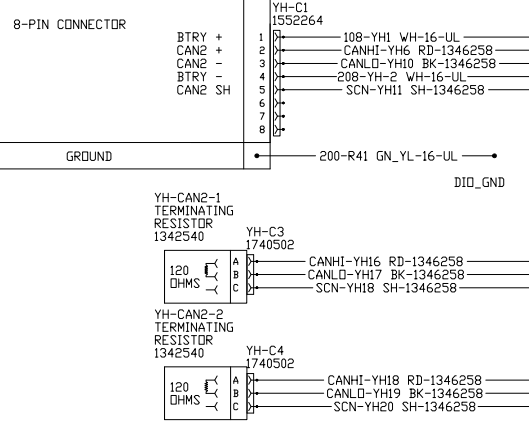 YH-C1
1552264
8-PIN CONNECTOR
BTRY + 1 108-YH1 WH-16-UL
CAN2 + 2 CANHI-YH6 RD-1346258
CAN2 - 3 CANLO-YH10 BK-1346258
BTRY - 4 208-YH-2 WH-16-UL
CAN2 SH 5 SCN-YH11 SH-1346258
6
7
8
GROUND 200-R41 GN_YL-16-UL
DIO_GND
YH-CAN2-1
TERMINATING
RESISTOR
1342540
YH-C3
1740502
120
OHMS
A CANHI-YH16 RD-1346258
B CANLO-YH17 BK-1346258
C SCN-YH18 SH-1346258
YH-CAN2-2
TERMINATING
RESISTOR
1342540
YH-C4
1740502
120
OHMS
A CANHI-YH18 RD-1346258
B CANLO-YH19 BK-1346258
C SCN-YH20 SH-1346258